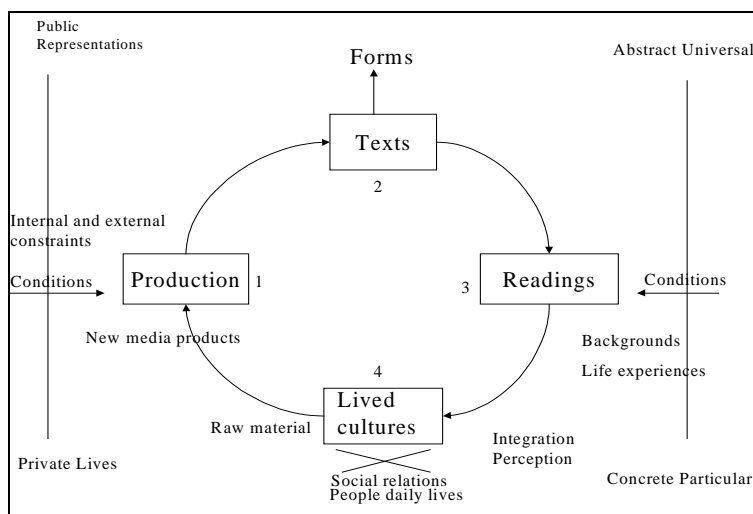 Public
Representations
Abstract Universal
Forms
Texts
2
Internal and external
constraints
Conditions
Production
1
3
Readings
Conditions
New media products
Backgrounds
Life experiences
4
Lived
cultures
Raw material
Integration
Perception
Private Lives
Social relations
People daily lives
Concrete Particular